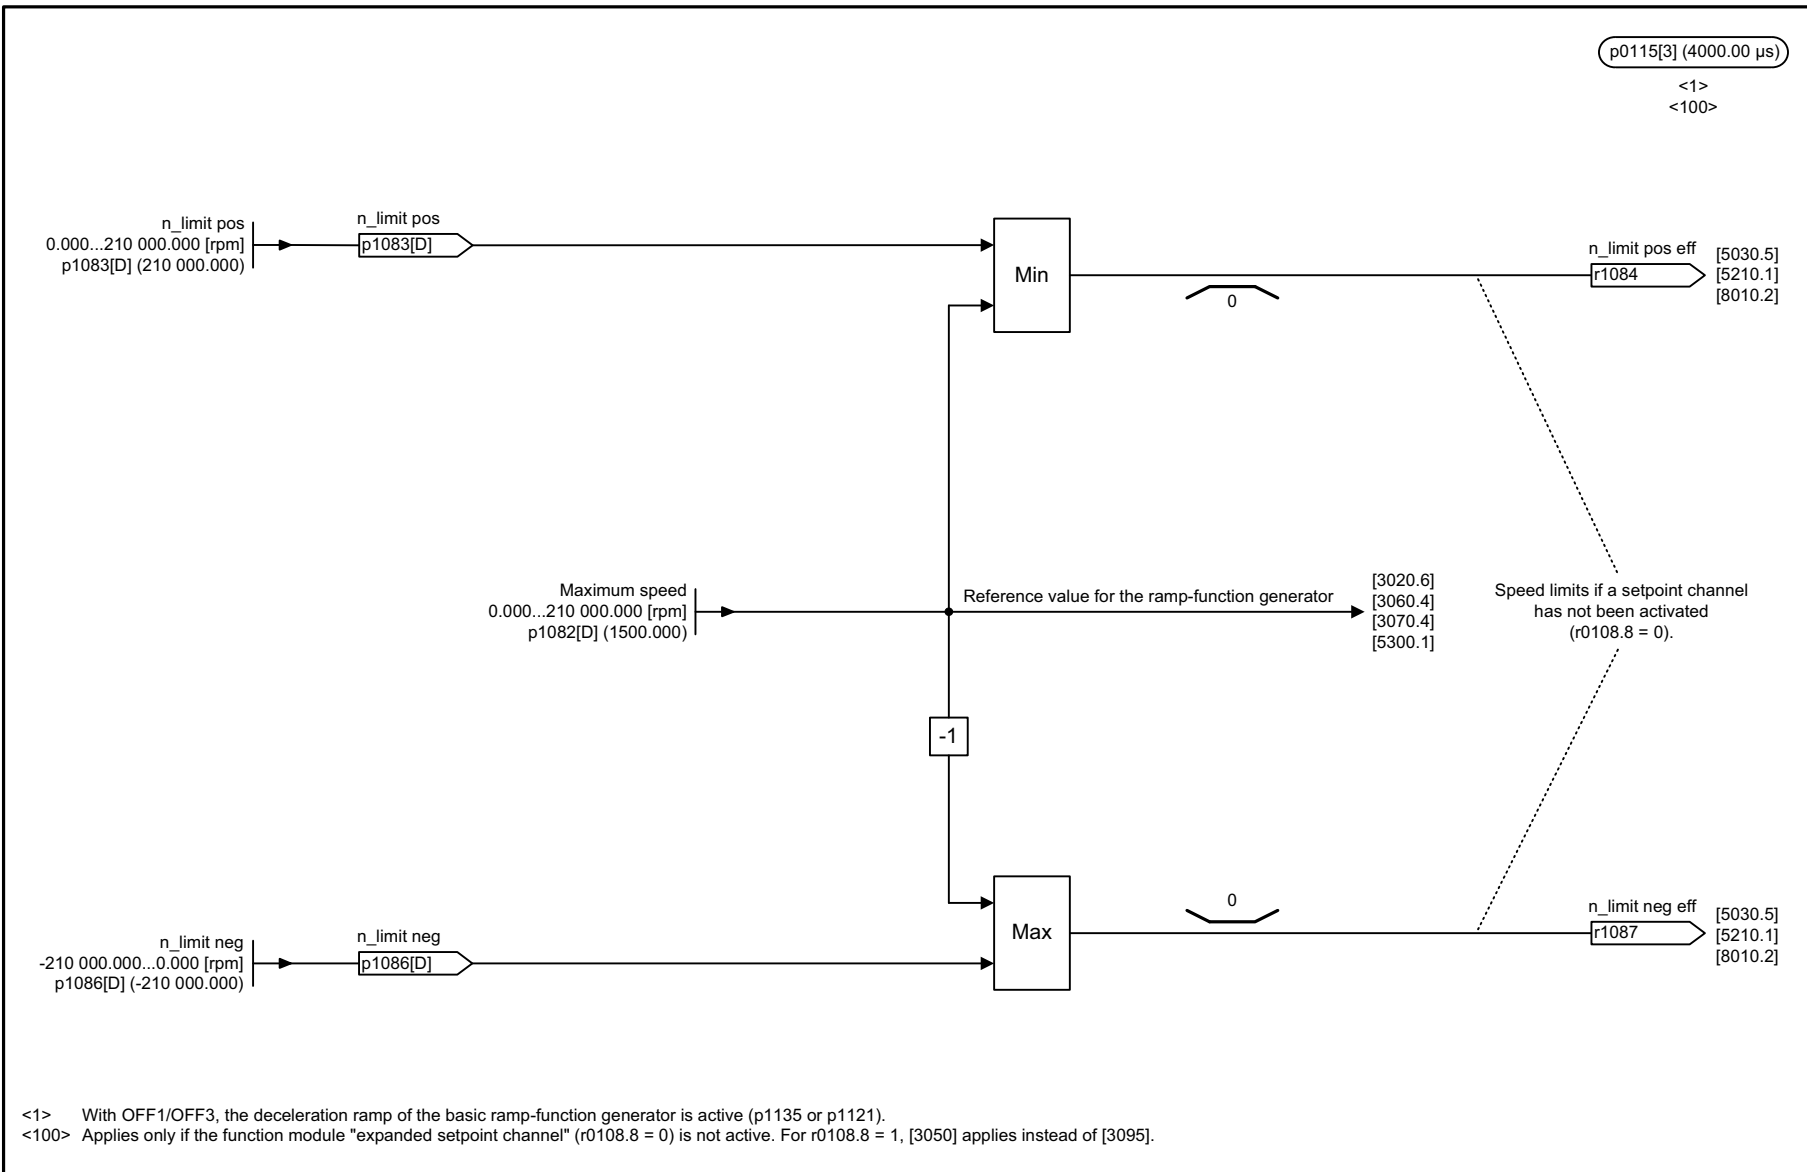 p0115[3] (4000.00 µs)
<1>
<100>
n_limit pos
0.000...210 000.000 [rpm]
p1083[D] (210 000.000)
n_limit pos
p1083[D]
Min
0
n_limit pos eff
r1084
[5030.5]
[5210.1]
[8010.2]
Maximum speed
0.000...210 000.000 [rpm]
p1082[D] (1500.000)
Reference value for the ramp-function generator
[3020.6]
[3060.4]
[3070.4]
[5300.1]
Speed limits if a setpoint channel
has not been activated
(r0108.8 = 0).
-1
n_limit neg
-210 000.000...0.000 [rpm]
p1086[D] (-210 000.000)
n_limit neg
p1086[D]
Max
0
n_limit neg eff
r1087
[5030.5]
[5210.1]
[8010.2]
<1> With OFF1/OFF3, the deceleration ramp of the basic ramp-function generator is active (p1135 or p1121).
<100> Applies only if the function module "expanded setpoint channel" (r0108.8 = 0) is not active. For r0108.8 = 1, [3050] applies instead of [3095].